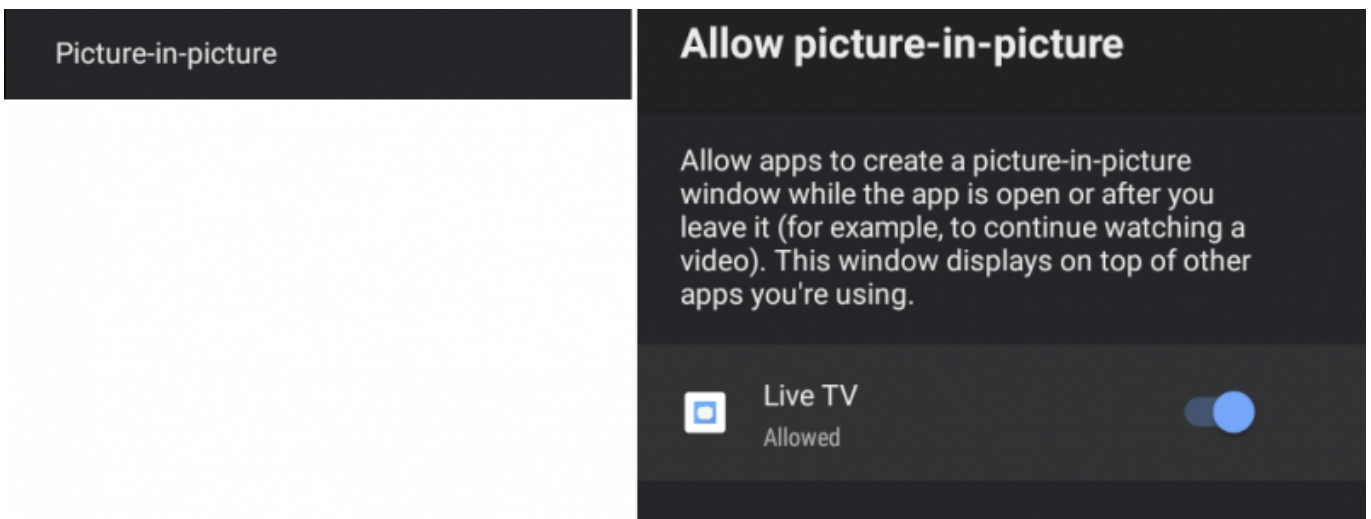 Picture-in-picture
Allow picture-in-picture
Allow apps to create a picture-in-picture
window while the app is open or after you
leave it (for example, to continue watching a
video). This window displays on top of other
apps you're using.
Live TV
Allowed